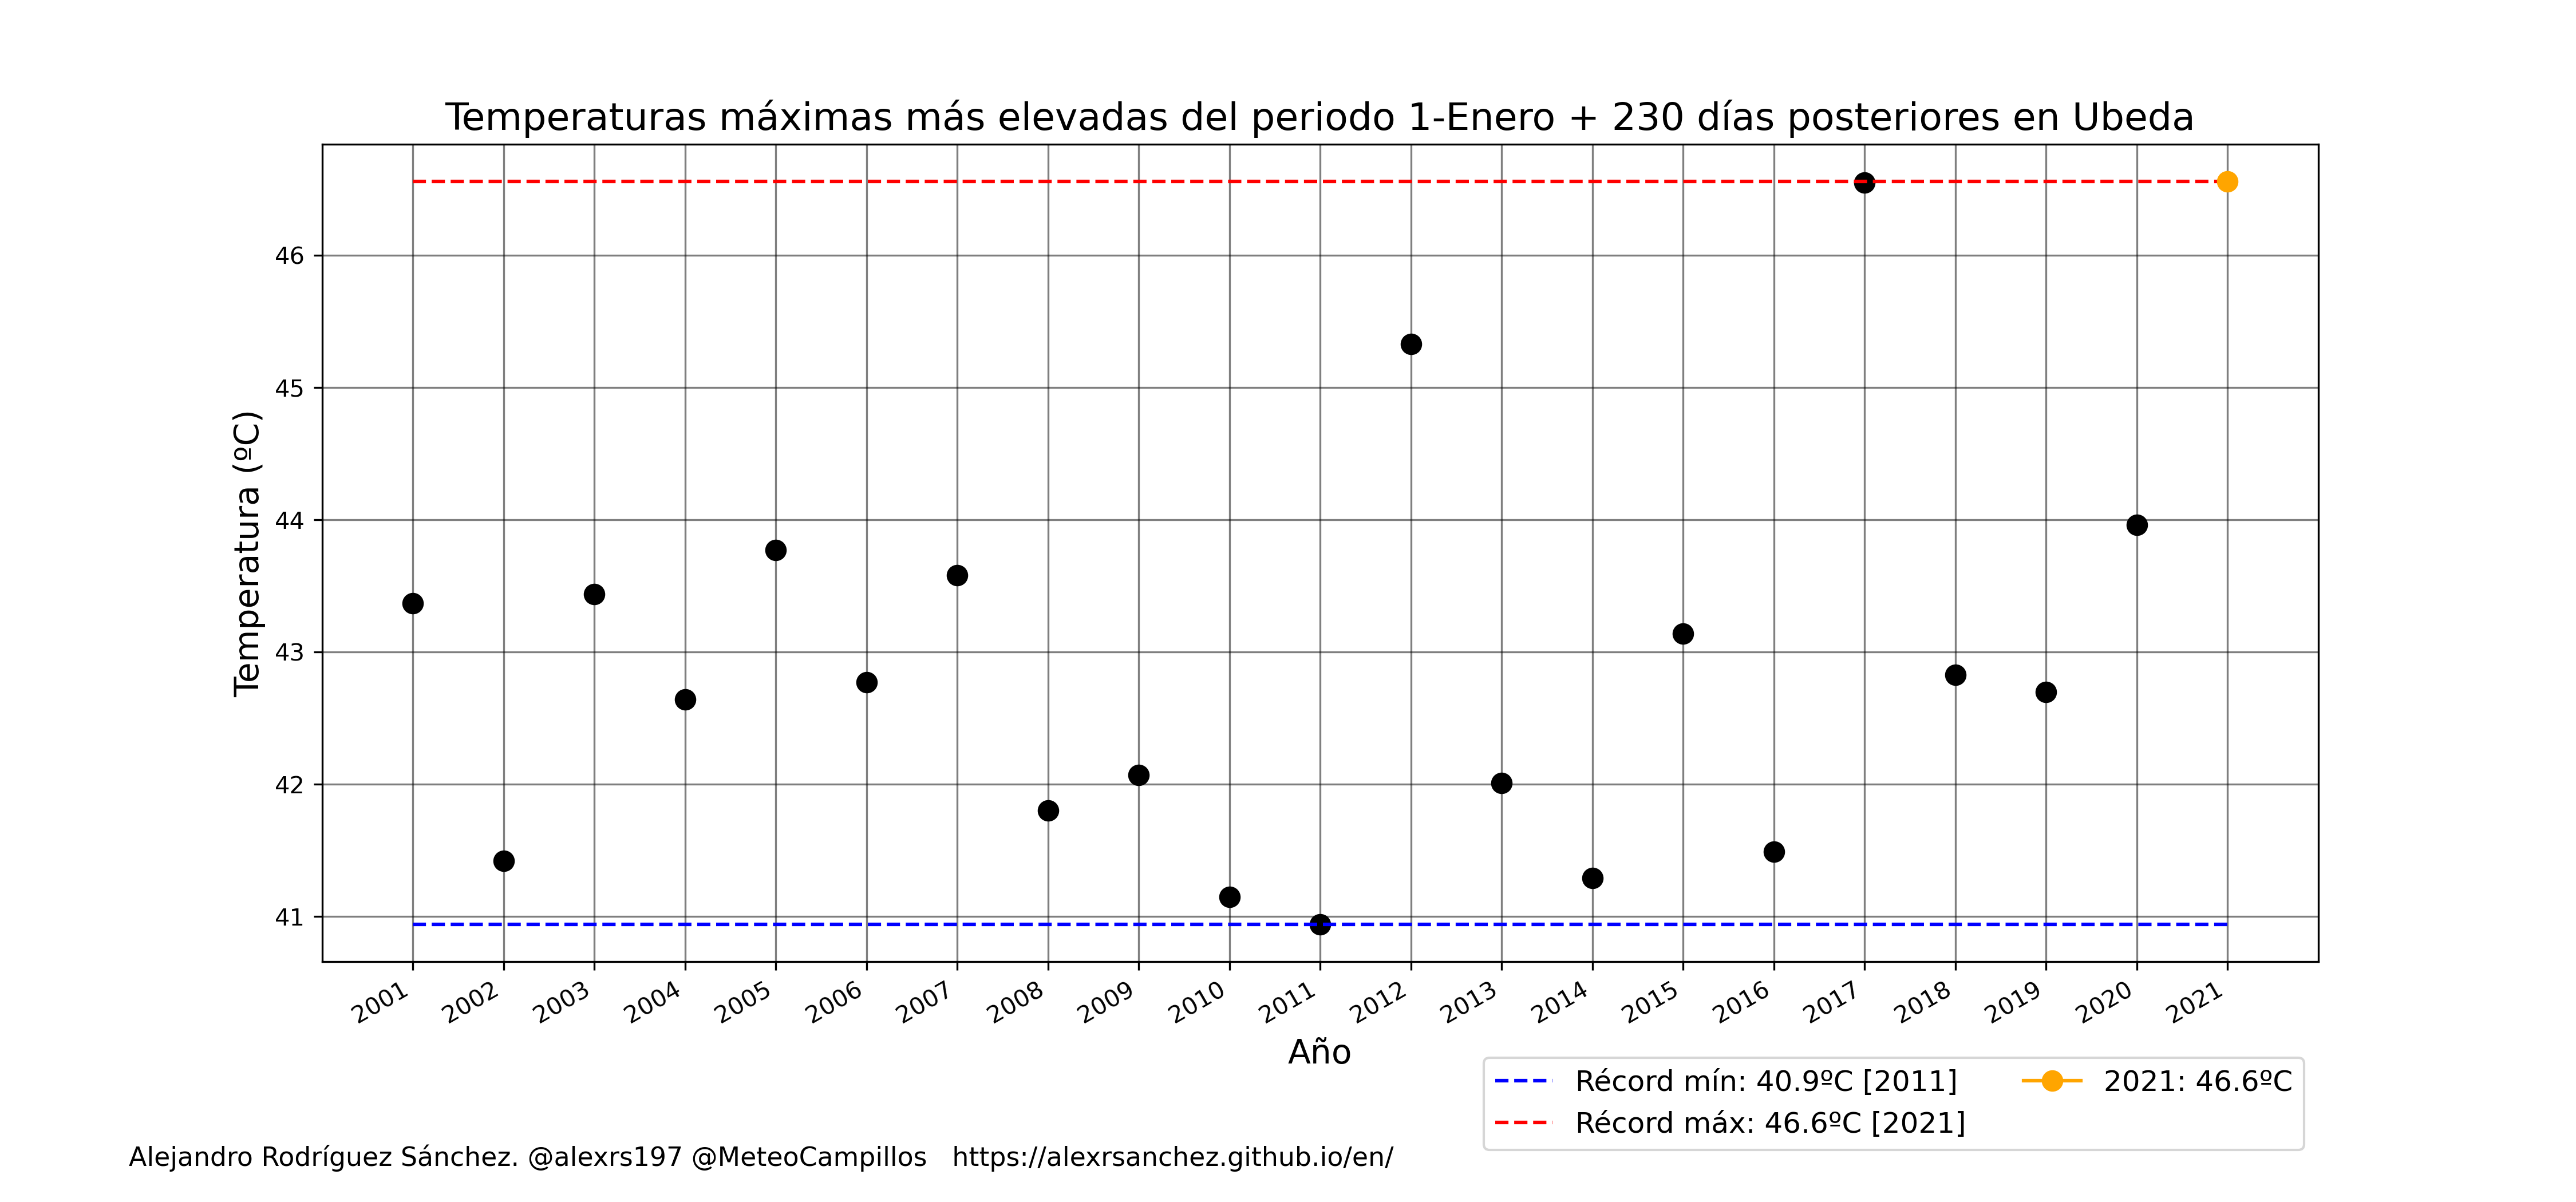 Temperaturas máximas más elevadas del periodo 1-Enero + 230 días posteriores en Ubeda
Temperatura (ºC)
46
45
44
43
42
41
2001 2002 2003 2004 2005 2006 2007 2008 2009 2010 2011 2012 2013 2014 2015 2016 2017 2018 2019 2020 2021
Año
Récord mín: 40.9ºC [2011]
Récord máx: 46.6ºC [2021]
2021: 46.6ºC
Alejandro Rodríguez Sánchez. @alexrs197 @MeteoCampillos https://alexrsanchez.github.io/en/